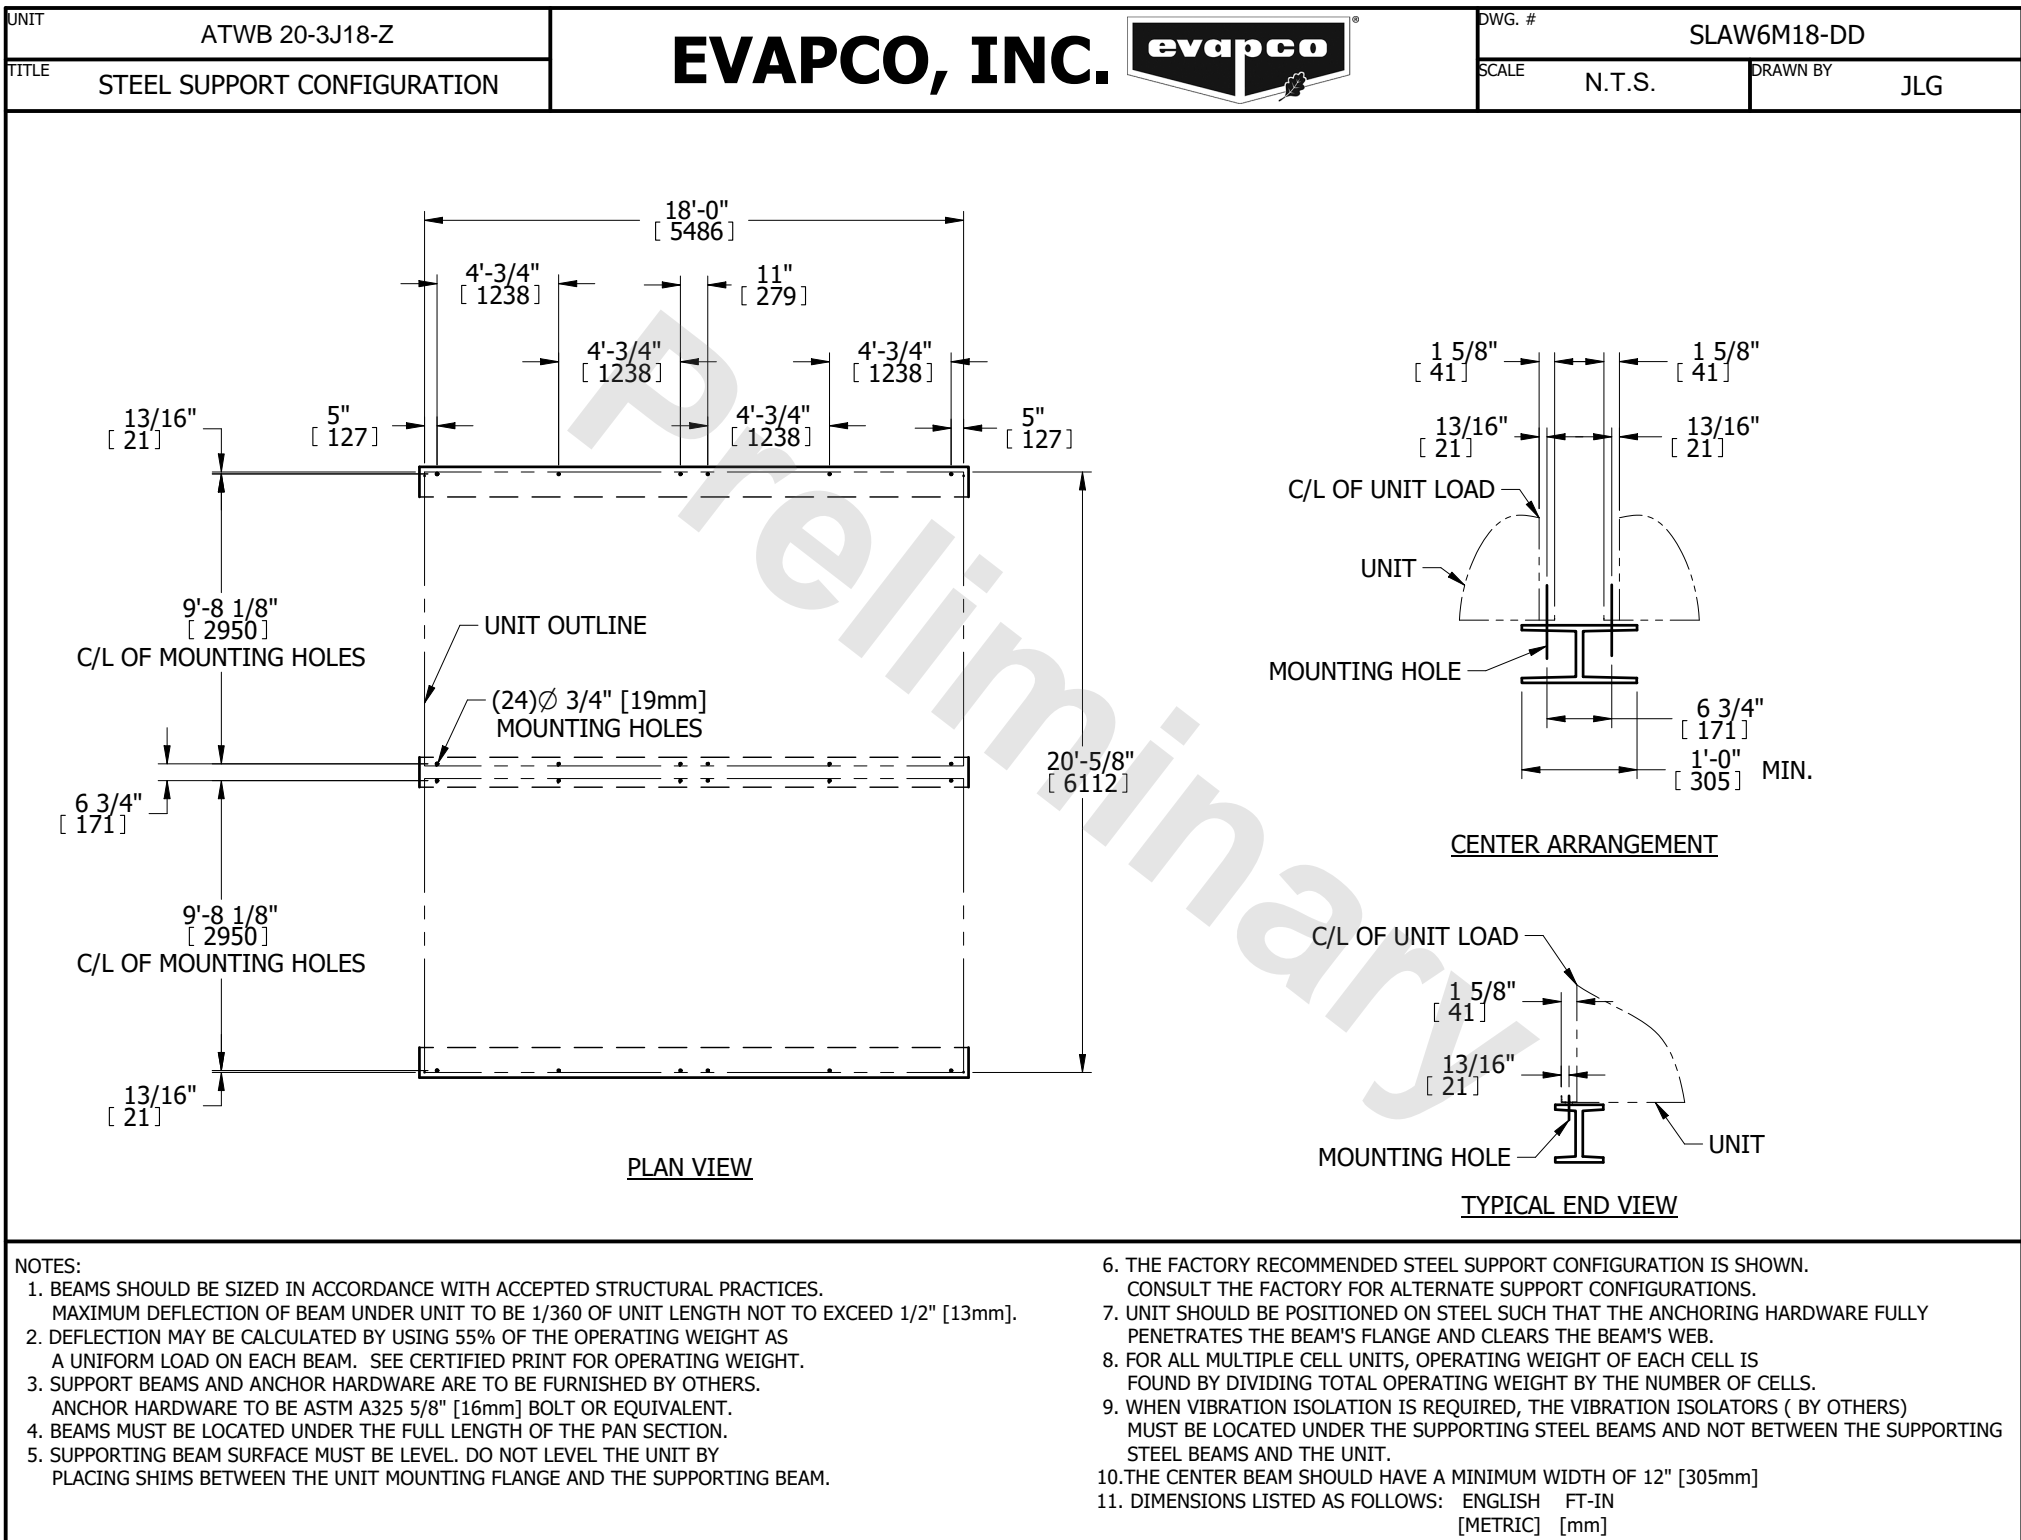 UNIT
ATWB 20-3J18-Z
TITLE
STEEL SUPPORT CONFIGURATION
EVAPCO, INC.
evapco
®
DWG. #
SLAW6M18-DD
SCALE
N.T.S.
DRAWN BY
JLG
18'-0"
[ 5486 ]
4'-3/4"
[ 1238 ]
11"
[ 279 ]
4'-3/4"
[ 1238 ]
4'-3/4"
[ 1238 ]
13/16"
[ 21 ]
5"
[ 127 ]
4'-3/4"
[ 1238 ]
5"
[ 127 ]
9'-8 1/8"
[ 2950 ]
C/L OF MOUNTING HOLES
UNIT OUTLINE
(24)∅ 3/4" [19mm]
MOUNTING HOLES
6 3/4"
[ 171 ]
20'-5/8"
[ 6112 ]
9'-8 1/8"
[ 2950 ]
C/L OF MOUNTING HOLES
13/16"
[ 21 ]
PLAN VIEW
Preliminary
1 5/8"
[ 41 ]
1 5/8"
[ 41 ]
13/16"
[ 21 ]
13/16"
[ 21 ]
C/L OF UNIT LOAD
UNIT
MOUNTING HOLE
6 3/4"
[ 171 ]
1'-0"
[ 305 ]
MIN.
CENTER ARRANGEMENT
C/L OF UNIT LOAD
1 5/8"
[ 41 ]
13/16"
[ 21 ]
MOUNTING HOLE
UNIT
TYPICAL END VIEW
NOTES:
1. BEAMS SHOULD BE SIZED IN ACCORDANCE WITH ACCEPTED STRUCTURAL PRACTICES.
MAXIMUM DEFLECTION OF BEAM UNDER UNIT TO BE 1/360 OF UNIT LENGTH NOT TO EXCEED 1/2" [13mm].
2. DEFLECTION MAY BE CALCULATED BY USING 55% OF THE OPERATING WEIGHT AS
A UNIFORM LOAD ON EACH BEAM. SEE CERTIFIED PRINT FOR OPERATING WEIGHT.
3. SUPPORT BEAMS AND ANCHOR HARDWARE ARE TO BE FURNISHED BY OTHERS.
ANCHOR HARDWARE TO BE ASTM A325 5/8" [16mm] BOLT OR EQUIVALENT.
4. BEAMS MUST BE LOCATED UNDER THE FULL LENGTH OF THE PAN SECTION.
5. SUPPORTING BEAM SURFACE MUST BE LEVEL. DO NOT LEVEL THE UNIT BY
PLACING SHIMS BETWEEN THE UNIT MOUNTING FLANGE AND THE SUPPORTING BEAM.
6. THE FACTORY RECOMMENDED STEEL SUPPORT CONFIGURATION IS SHOWN.
CONSULT THE FACTORY FOR ALTERNATE SUPPORT CONFIGURATIONS.
7. UNIT SHOULD BE POSITIONED ON STEEL SUCH THAT THE ANCHORING HARDWARE FULLY
PENETRATES THE BEAM'S FLANGE AND CLEARS THE BEAM'S WEB.
8. FOR ALL MULTIPLE CELL UNITS, OPERATING WEIGHT OF EACH CELL IS
FOUND BY DIVIDING TOTAL OPERATING WEIGHT BY THE NUMBER OF CELLS.
9. WHEN VIBRATION ISOLATION IS REQUIRED, THE VIBRATION ISOLATORS ( BY OTHERS)
MUST BE LOCATED UNDER THE SUPPORTING STEEL BEAMS AND NOT BETWEEN THE SUPPORTING
STEEL BEAMS AND THE UNIT.
10.THE CENTER BEAM SHOULD HAVE A MINIMUM WIDTH OF 12" [305mm]
11. DIMENSIONS LISTED AS FOLLOWS: ENGLISH FT-IN
[METRIC] [mm]